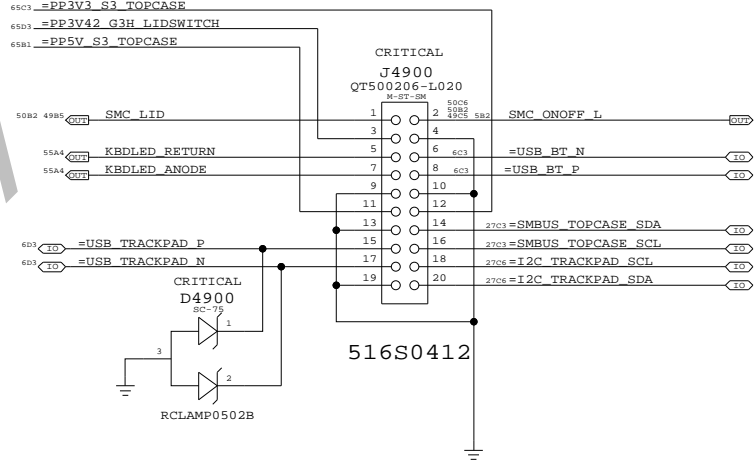 65C3 =PP3V3_S3_TOPCASE
65D3 =PP3V42_G3H_LIDSWITCH
65B1 =PP5V_S3_TOPCASE
CRITICAL
J4900
QT500206-L020
M-ST-SM
50B2 49B5 OUT SMC_LID 1 2 50C6 50B2 49C5 5B2 SMC_ONOFF_L OUT
3 4
55A4 OUT KBDLED_RETURN 5 6 6C3 =USB_BT_N IO
55A4 OUT KBDLED_ANODE 7 8 6C3 =USB_BT_P IO
9 10
11 12
13 14 27C3 =SMBUS_TOPCASE_SDA IO
6D3 IO =USB_TRACKPAD_P 15 16 27C3 =SMBUS_TOPCASE_SCL IO
6D3 IO =USB_TRACKPAD_N 17 18 27C6 =I2C_TRACKPAD_SCL IO
19 20 27C6 =I2C_TRACKPAD_SDA IO
CRITICAL
D4900
SC-75
1
3
2
RCLAMP0502B
516S0412